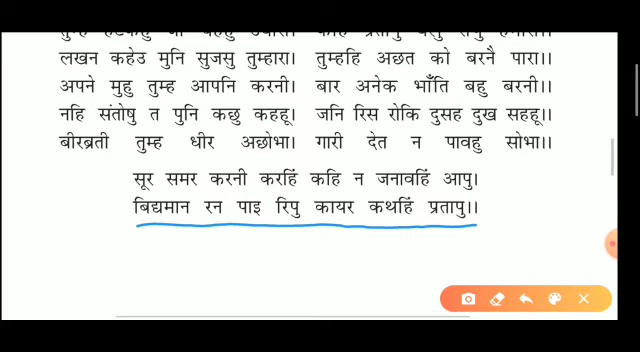 लखन कहेउ मुनि सुजसु तुम्हारा। तुम्हहि अछत को बरनै पारा।।
अपने मुहु तुम्ह आपनि करनी। बार अनेक भाँति बहु बरनी।।
नहि संतोषु त पुनि कछु कहहू। जनि रिस रोकि दुसह दुख सहहू।।
बीरब्रती तुम्ह धीर अछोभा। गारी देत न पावहु सोभा।।
सूर समर करनी करहिं कहि न जनावहिं आपु।
बिद्यमान रन पाइ रिपु कायर कथहिं प्रतापु।।